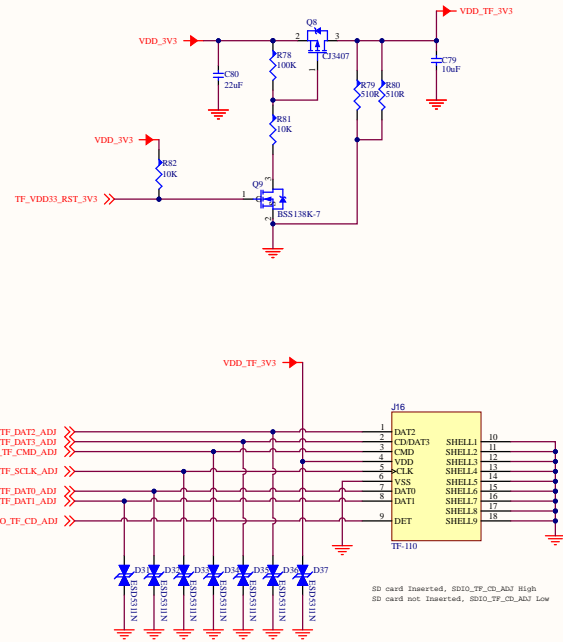 VDD_TF_3V3
Q8
VDD_3V3
2
3
CJ3407
1
R78
100K
C80
22uF
R79
510R
R80
510R
C79
10uF
R81
10K
VDD_3V3
R82
10K
TF_VDD33_RST_3V3
Q9
1
3
2
BSS138K-7
VDD_TF_3V3
J16
TF_DAT2_ADJ
1
DAT2
TF_DAT3_ADJ
2
CD/DAT3
SHELL1
10
_TF_CMD_ADJ
3
CMD
SHELL2
11
4
VDD
SHELL3
12
TF_SCLK_ADJ
5
CLK
SHELL4
13
6
VSS
SHELL5
14
TF_DAT0_ADJ
7
DAT0
SHELL6
15
TF_DAT1_ADJ
8
DAT1
SHELL7
16
SHELL8
17
O_TF_CD_ADJ
9
DET
SHELL9
18
TF-110
D31
ESD5311N
D32
ESD5311N
D33
ESD5311N
D34
ESD5311N
D35
ESD5311N
D36
ESD5311N
D37
ESD5311N
SD card Inserted, SDIO_TF_CD_ADJ High
SD card not Inserted, SDIO_TF_CD_ADJ Low